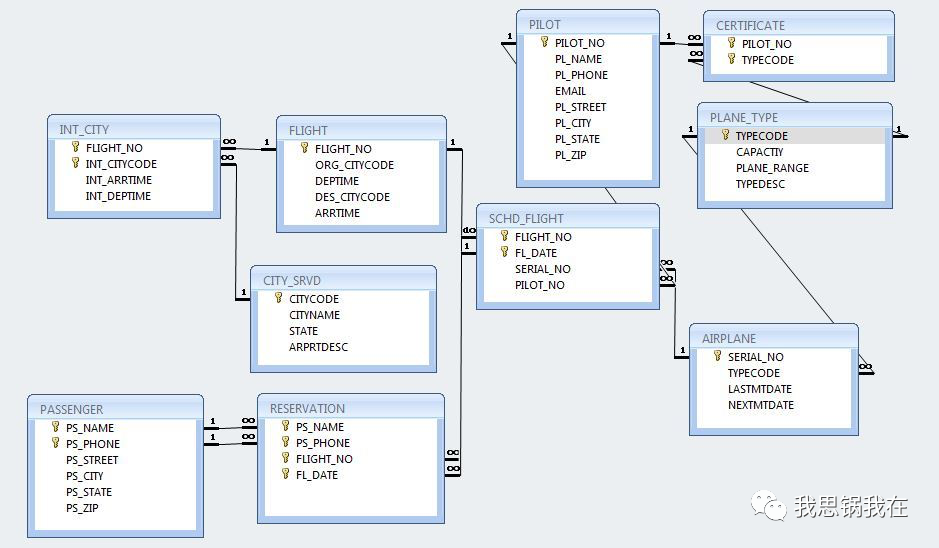 PILOT
PILOT_NO
PL_NAME
PL_PHONE
EMAIL
PL_STREET
PL_CITY
PL_STATE
PL_ZIP
CERTIFICATE
PILOT_NO
TYPECODE
INT_CITY
FLIGHT_NO
INT_CITYCODE
INT_ARRTIME
INT_DEPTIME
FLIGHT
FLIGHT_NO
ORG_CITYCODE
DEPTIME
DES_CITYCODE
ARRTIME
PLANE_TYPE
TYPECODE
CAPACTIY
PLANE_RANGE
TYPEDESC
SCHD_FLIGHT
FLIGHT_NO
FL_DATE
SERIAL_NO
PILOT_NO
CITY_SRVD
CITYCODE
CITYNAME
STATE
ARPRTDESC
AIRPLANE
SERIAL_NO
TYPECODE
LASTMTDATE
NEXTMTDATE
PASSENGER
PS_NAME
PS_PHONE
PS_STREET
PS_CITY
PS_STATE
PS_ZIP
RESERVATION
PS_NAME
PS_PHONE
FLIGHT_NO
FL_DATE
1 1 ∞
∞
∞ 1 1
∞
1 1
∞
1
1
∞
∞
1
1
∞
1 ∞
1 ∞
∞
∞
我思锅我在